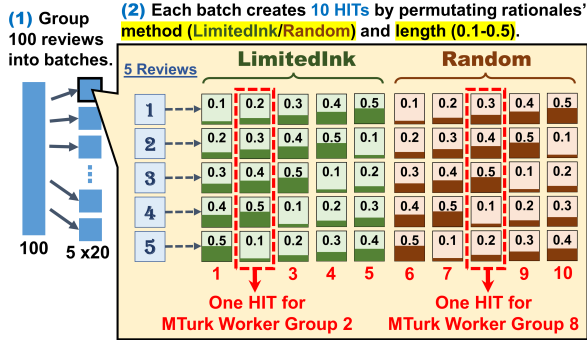 (1) Group
100 reviews
into batches.
(2) Each batch creates 10 HITs by permutating rationales'
method (LimitedInk/Random) and length (0.1-0.5).
LimitedInk
Random
5 Reviews
1 0.1 0.2 0.3 0.4 0.5 0.1 0.2 0.3 0.4 0.5
2 0.2 0.3 0.4 0.5 0.1 0.2 0.3 0.4 0.5 0.1
3 0.3 0.4 0.5 0.1 0.2 0.3 0.4 0.5 0.1 0.2
4 0.4 0.5 0.1 0.2 0.3 0.4 0.5 0.1 0.2 0.3
5 0.5 0.1 0.2 0.3 0.4 0.5 0.1 0.2 0.3 0.4
100
5 x20
1 3 4 5 6 7 9 10
One HIT for
MTurk Worker Group 2
One HIT for
MTurk Worker Group 8